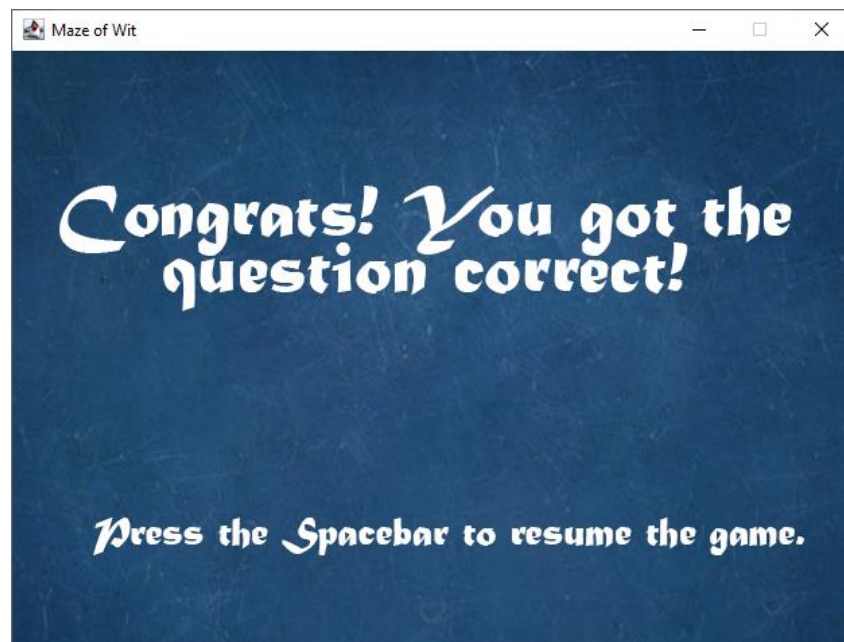 Maze of Wit
Congrats! You got the
question correct!
Press the Spacebar to resume the game.